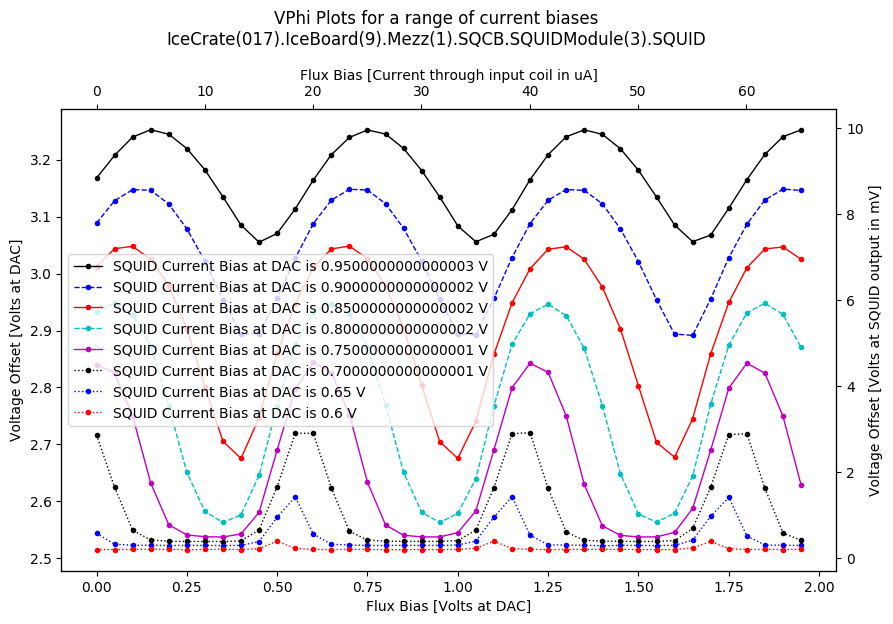 VPhi Plots for a range of current biases
IceCrate(017).IceBoard(9).Mezz(1).SQCB.SQUIDModule(3).SQUID
Flux Bias [Current through input coil in uA]
0 10 20 30 40 50 60
3.2
3.1
3.0
2.9
2.8
2.7
2.6
2.5
Voltage Offset [Volts at DAC]
SQUID Current Bias at DAC is 0.9500000000000003 V
SQUID Current Bias at DAC is 0.9000000000000002 V
SQUID Current Bias at DAC is 0.8500000000000002 V
SQUID Current Bias at DAC is 0.8000000000000002 V
SQUID Current Bias at DAC is 0.7500000000000001 V
SQUID Current Bias at DAC is 0.7000000000000001 V
SQUID Current Bias at DAC is 0.65 V
SQUID Current Bias at DAC is 0.6 V
10
8
6
4
2
0
Voltage Offset [Volts at SQUID output in mV]
0.00 0.25 0.50 0.75 1.00 1.25 1.50 1.75 2.00
Flux Bias [Volts at DAC]